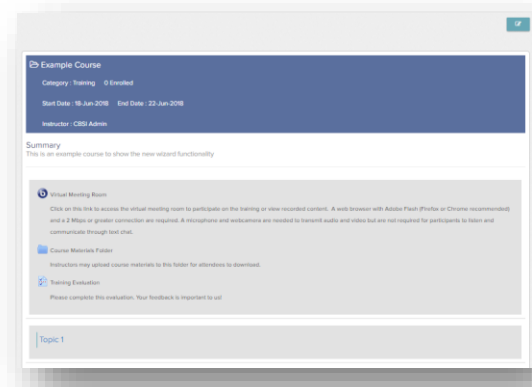 Example Course
Category : Training 0 Enrolled
Start Date : 18-Jun-2018 End Date : 22-Jun-2018
Instructor : CBSI Admin
Summary
This is an example course to show the new wizard functionality
Virtual Meeting Room
Click on this link to access the virtual meeting room to participate on the training or view recorded content. A web browser with Adobe Flash (Firefox or Chrome recommended)
and a 2 Mbps or greater connection are required. A microphone and webcamera are needed to transmit audio and video but are not required for participants to listen and
communicate through text chat.
Course Materials Folder
Instructors may upload course materials to this folder for attendees to download.
Training Evaluation
Please complete this evaluation. Your feedback is important to us!
Topic 1